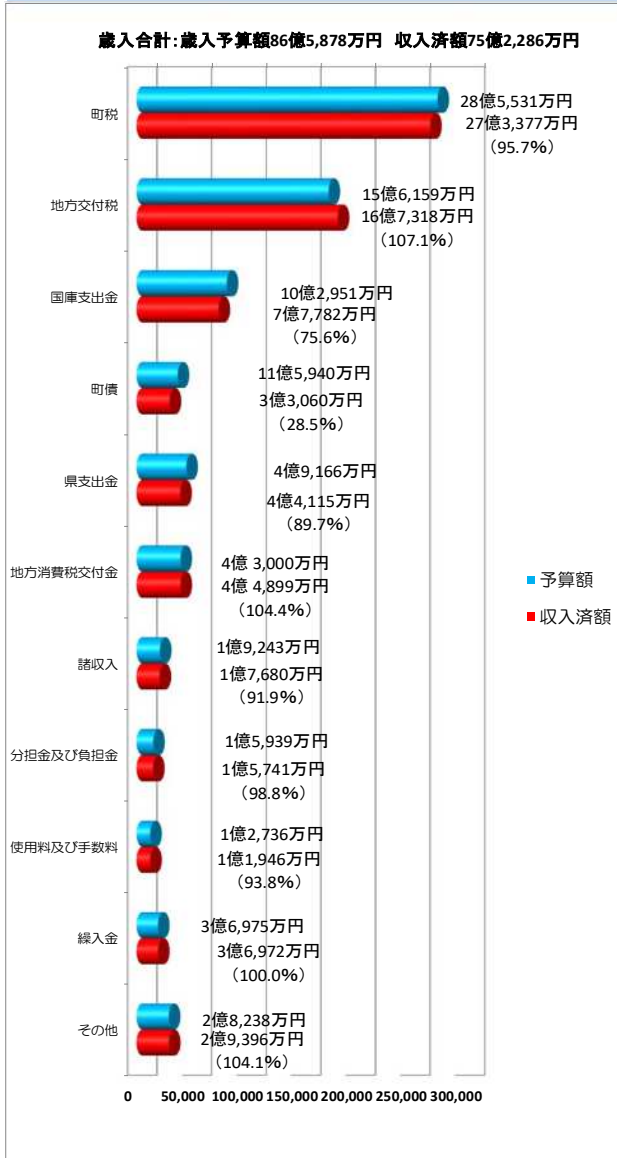 歳入合計：歳入予算額86億5,878万円 収入済額75億2,286万円
町税
28億5,531万円
27億3,377万円
（95.7%）
地方交付税
15億6,159万円
16億7,318万円
（107.1%）
国庫支出金
10億2,951万円
7億7,782万円
（75.6%）
町債
11億5,940万円
3億3,060万円
（28.5%）
県支出金
4億9,166万円
4億4,115万円
（89.7%）
地方消費税交付金
4億 3,000万円
4億 4,899万円
（104.4%）
諸収入
1億9,243万円
1億7,680万円
（91.9%）
分担金及び負担金
1億5,939万円
1億5,741万円
（98.8%）
使用料及び手数料
1億2,736万円
1億1,946万円
（93.8%）
繰入金
3億6,975万円
3億6,972万円
（100.0%）
その他
2億8,238万円
2億9,396万円
（104.1%）
予算額
収入済額
0 50,000 100,000 150,000 200,000 250,000 300,000